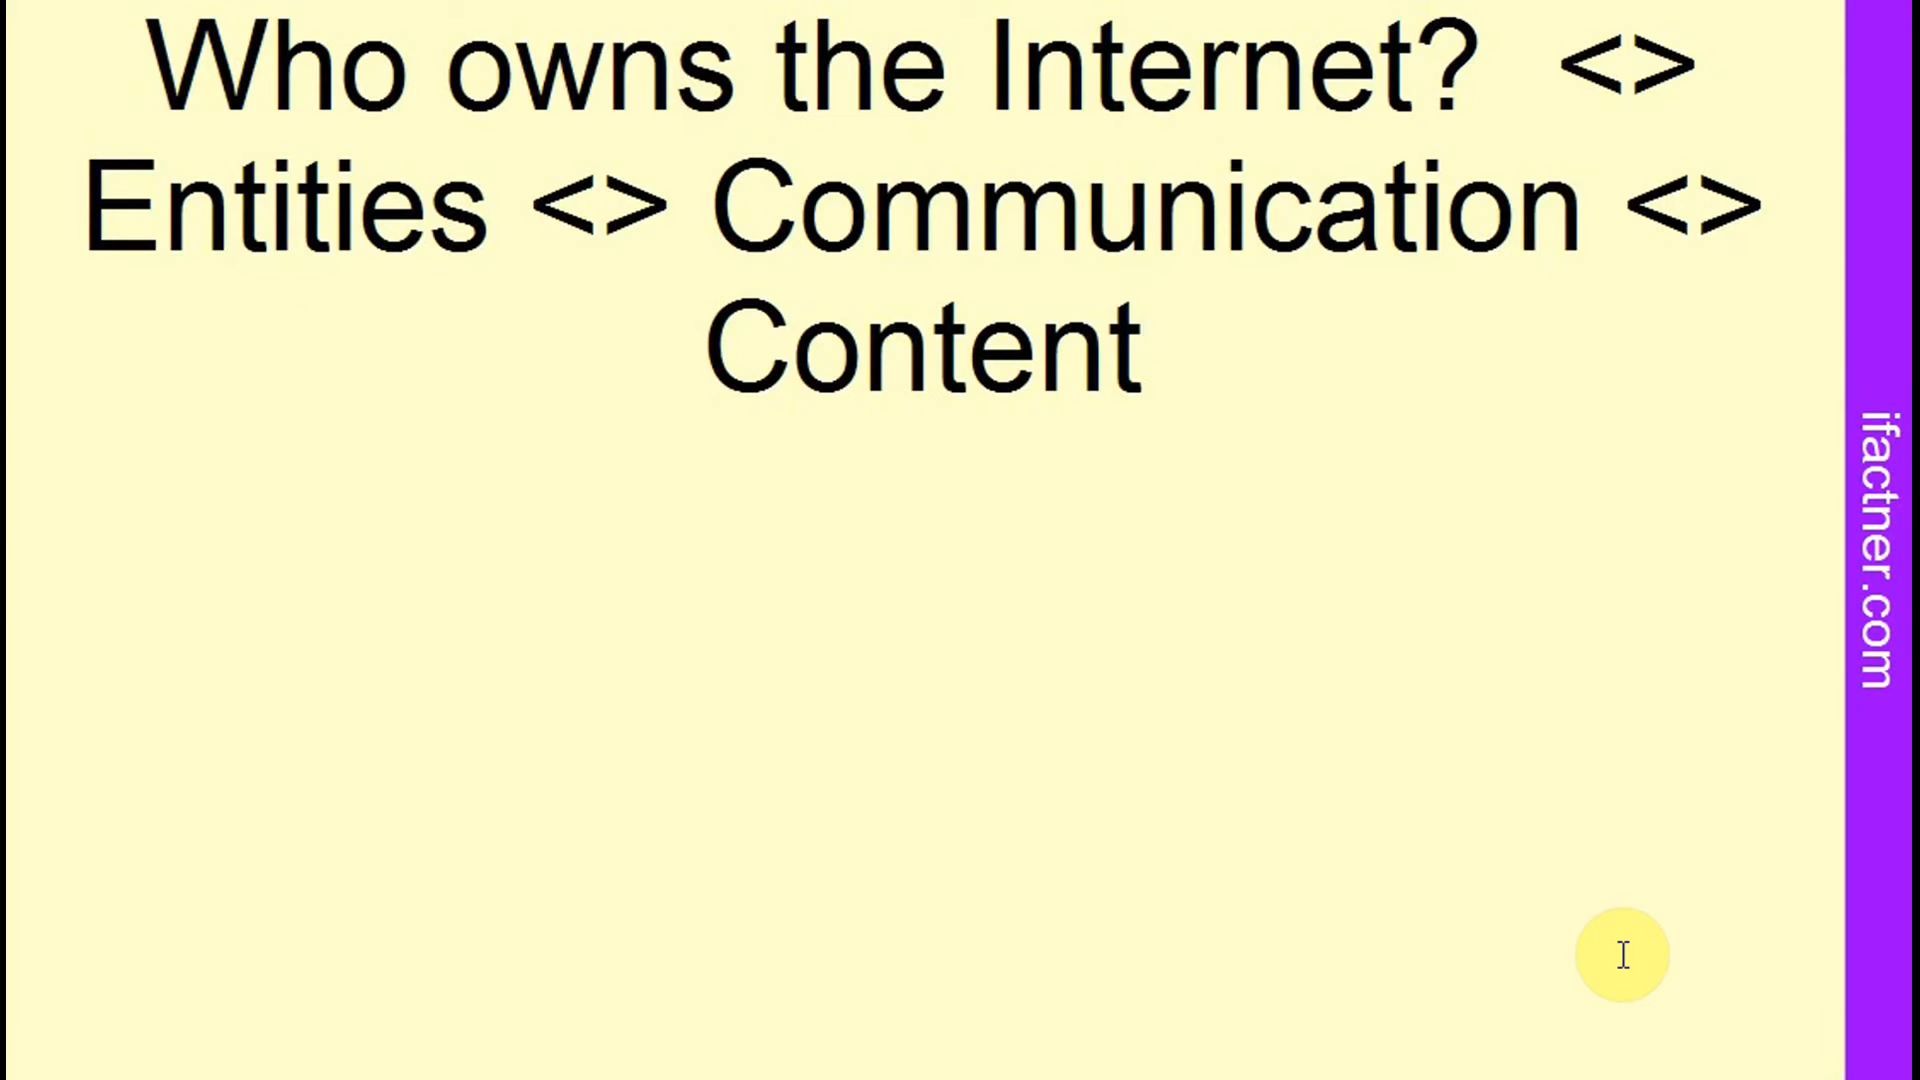 Who owns the Internet?  <>
Entities <> Communication <>
Content
ifactner.com